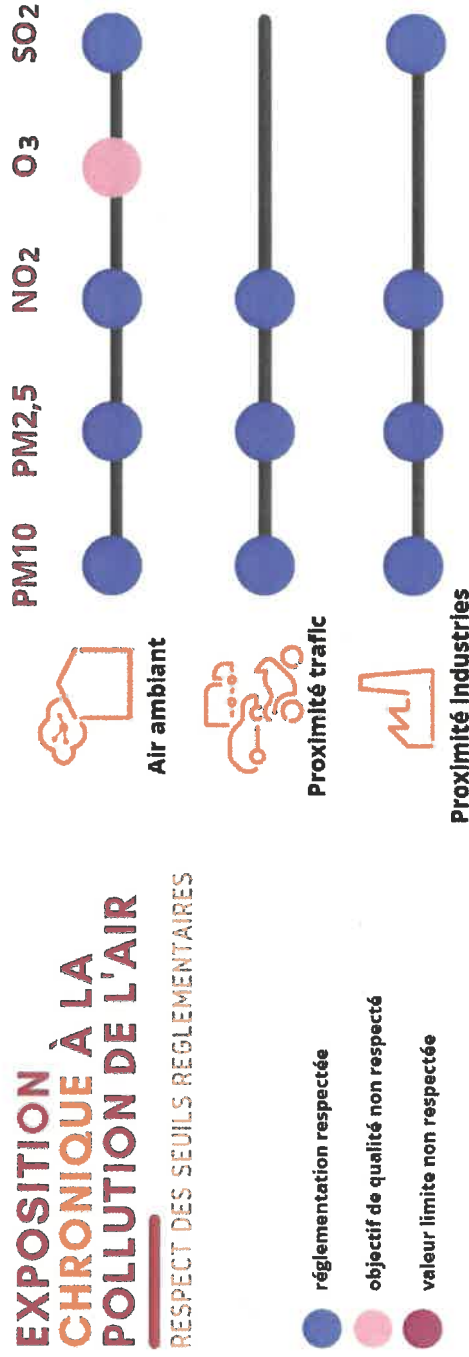 EXPOSITION
CHRONIQUE À LA
POLLUTION DE L'AIR
RESPECT DES SEUILS REGLEMENTAIRES
réglementation respectée
objectif de qualité non respecté
valeur limite non respectée
PM10 PM2,5 NO2 O3 SO2
Air ambiant
Proximité trafic
Proximité Industries